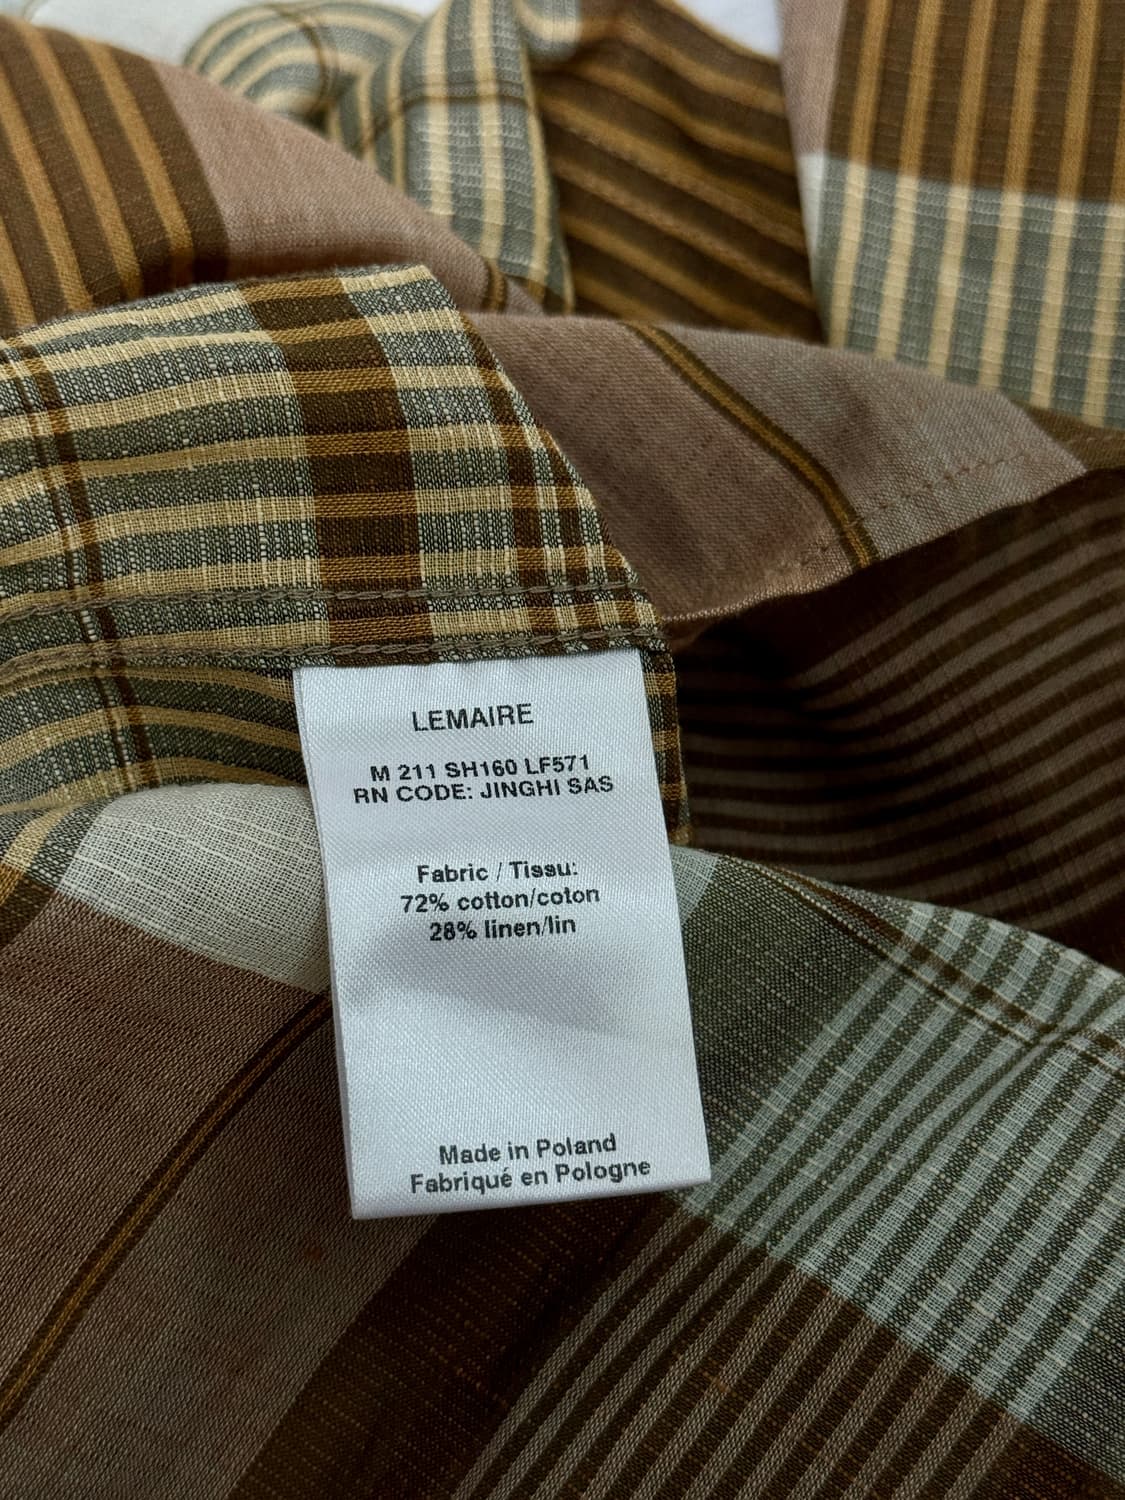 LEMAIRE
M 211 SH160 LF571
RN CODE: JINGHI SAS
Fabric / Tissu:
72% cotton/coton
28% linen/lin
Made in Poland
Fabriqué en Pologne